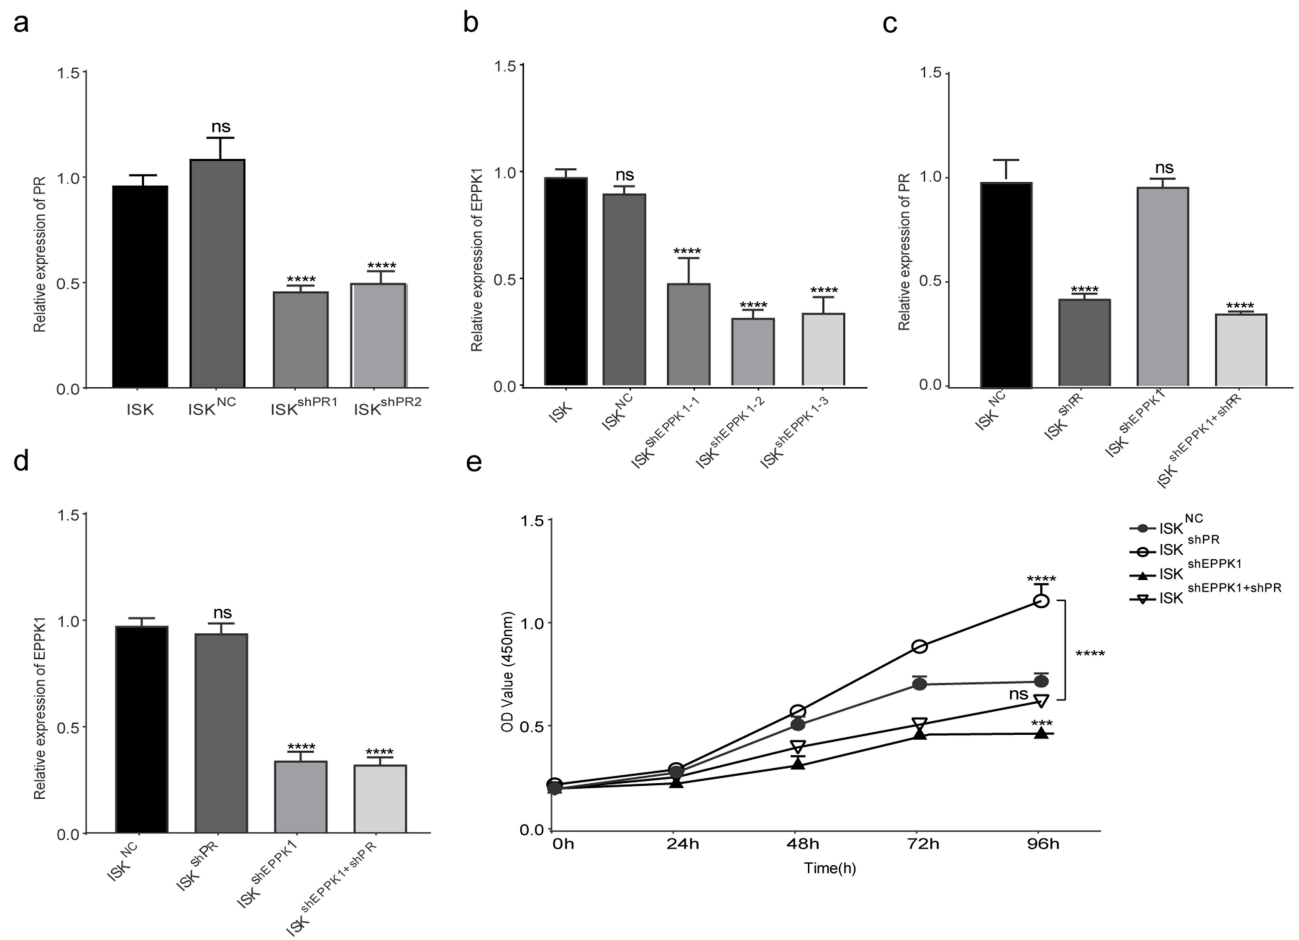 a
1.5
1.0
0.5
0.0
Relative expression of PR
ns
****
****
ISK
ISK^NC
ISK^shPR1
ISK^shPR2
b
1.5
1.0
0.5
0.0
Relative expression of EPPK1
ns
****
****
****
ISK
ISK^NC
ISK^shEPPK1-1
ISK^shEPPK1-2
ISK^shEPPK1-3
c
1.5
1.0
0.5
0.0
Relative expression of PR
****
ns
****
ISK^NC
ISK^shPR
ISK^shEPPK1
ISK^shEPPK1+shPR
d
1.5
1.0
0.5
0.0
Relative expression of EPPK1
ns
****
****
ISK^NC
ISK^shPR
ISK^shEPPK1
ISK^shEPPK1+shPR
e
1.5
1.0
0.5
0.0
OD Value (450nm)
****
****
ns
***
0h 24h 48h 72h 96h
Time(h)
ISK^NC
ISK^shPR
ISK^shEPPK1
ISK^shEPPK1+shPR